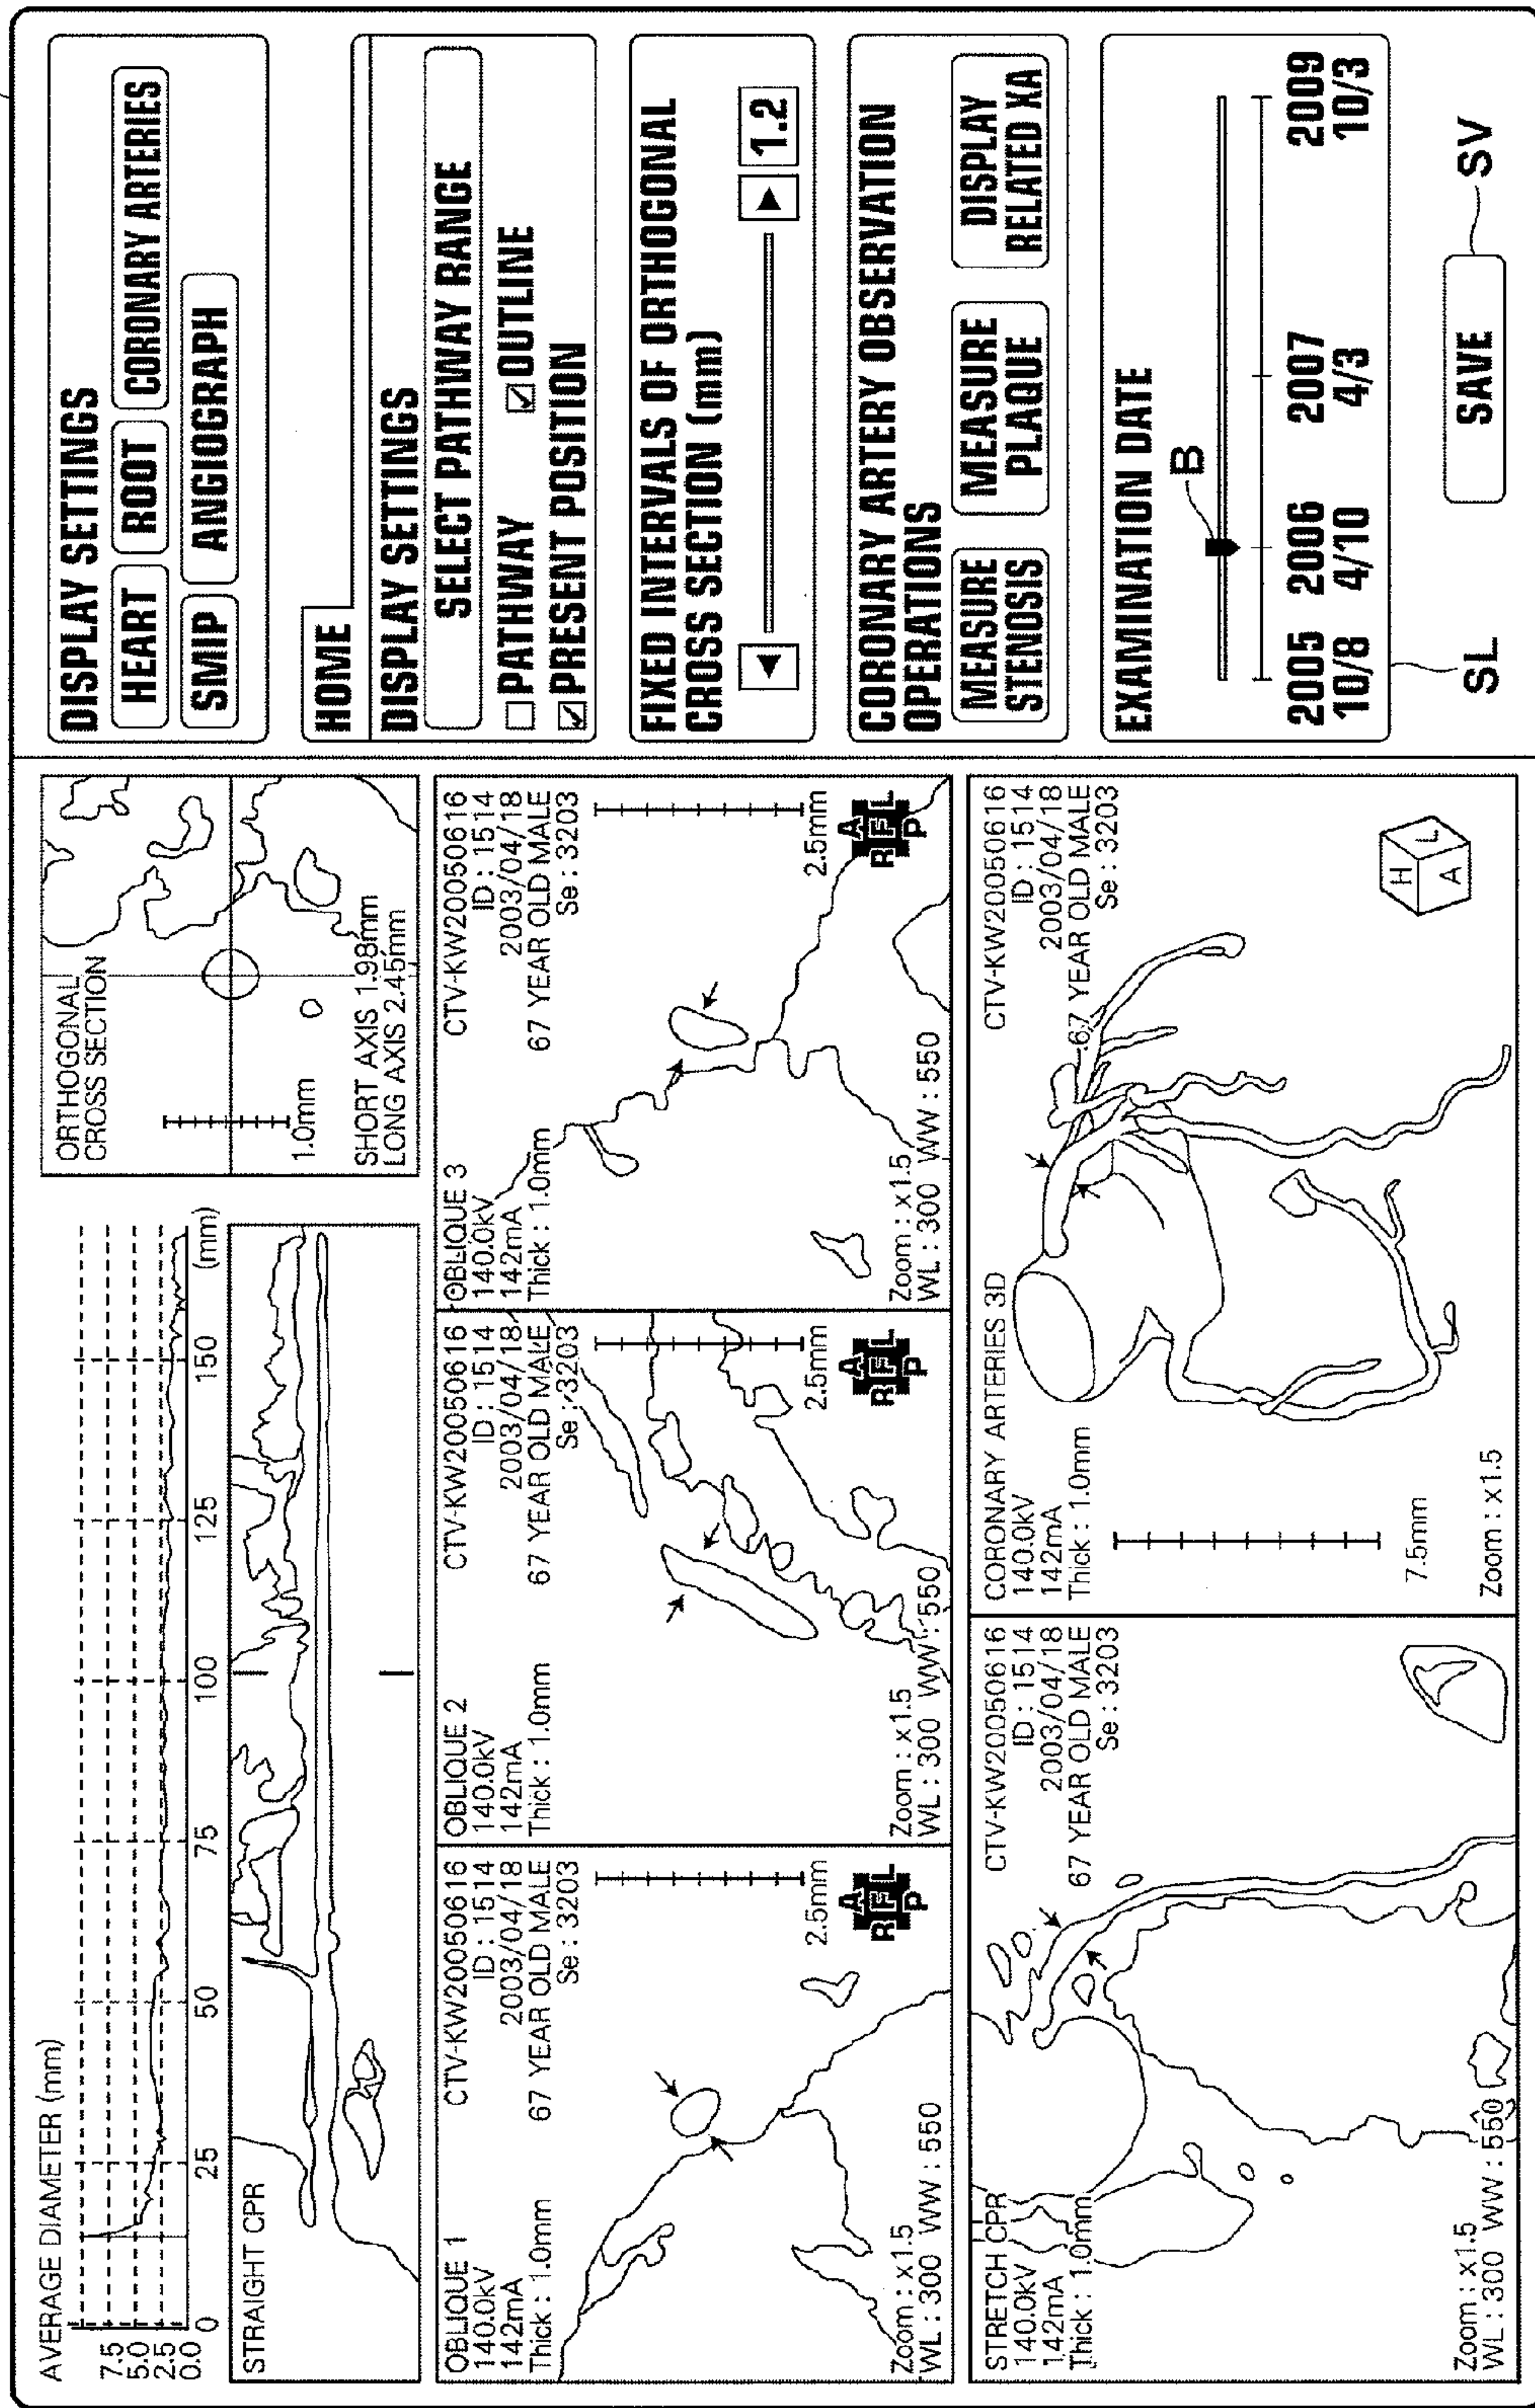 AVERAGE DIAMETER (mm)
7.5
5.0
2.5
0.0
0 25 50 75 100 125 150 (mm)
STRAIGHT CPR
ORTHOGONAL
CROSS SECTION
1.0mm
SHORT AXIS 1.98mm
LONG AXIS 2.45mm
OBLIQUE 1 CTV-KW20050616
140.0kV ID : 1514
142mA 2003/04/18
Thick : 1.0mm 67 YEAR OLD MALE
Se : 3203
2.5mm
A
R F L
P
Zoom : x1.5
WL : 300 WW : 550
OBLIQUE 2 CTV-KW20050616
140.0kV ID : 1514
142mA 2003/04/18
Thick : 1.0mm 67 YEAR OLD MALE
Se : 3203
2.5mm
A
R F L
P
Zoom : x1.5
WL : 300 WW : 550
OBLIQUE 3 CTV-KW20050616
140.0kV ID : 1514
142mA 2003/04/18
Thick : 1.0mm 67 YEAR OLD MALE
Se : 3203
2.5mm
A
R F L
P
Zoom : x1.5
WL : 300 WW : 550
STRETCH CPR CTV-KW20050616
140.0kV ID : 1514
142mA 2003/04/18
Thick : 1.0mm 67 YEAR OLD MALE
Se : 3203
Zoom : x1.5
WL : 300 WW : 550
CORONARY ARTERIES 3D CTV-KW20050616
140.0kV ID : 1514
142mA 2003/04/18
Thick : 1.0mm 67 YEAR OLD MALE
Se : 3203
7.5mm
H
A L
Zoom : x1.5
DISPLAY SETTINGS
HEART ROOT CORONARY ARTERIES
SMIP ANGIOGRAPH
HOME
DISPLAY SETTINGS
SELECT PATHWAY RANGE
PATHWAY OUTLINE
PRESENT POSITION
FIXED INTERVALS OF ORTHOGONAL
CROSS SECTION (mm)
1.2
CORONARY ARTERY OBSERVATION
OPERATIONS
MEASURE
STENOSIS
MEASURE
PLAQUE
DISPLAY
RELATED XA
EXAMINATION DATE
B
2005 2006 2007 2009
10/8 4/10 4/3 10/3
SL
SAVE
SV